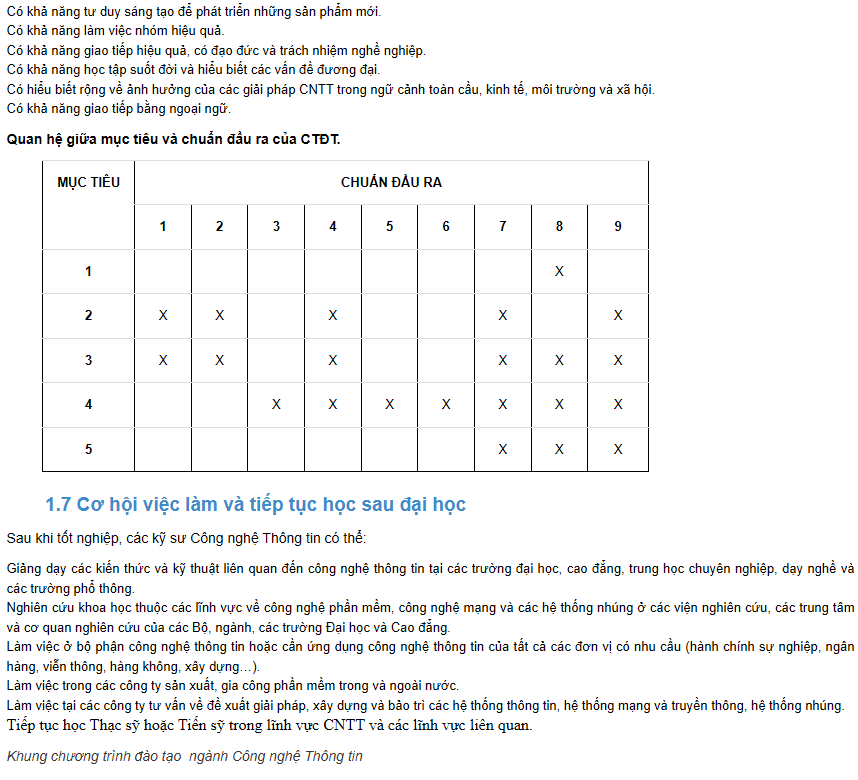 Có khả năng tư duy sáng tạo để phát triển những sản phẩm mới.
Có khả năng làm việc nhóm hiệu quả.
Có khả năng giao tiếp hiệu quả, có đạo đức và trách nhiệm nghề nghiệp.
Có khả năng học tập suốt đời và hiểu biết các vấn đề đương đại.
Có hiểu biết rộng về ảnh hưởng của các giải pháp CNTT trong ngữ cảnh toàn cầu, kinh tế, môi trường và xã hội.
Có khả năng giao tiếp bằng ngoại ngữ.
Quan hệ giữa mục tiêu và chuẩn đầu ra của CTĐT.
MỤC TIÊU CHUẨN ĐẦU RA
1 2 3 4 5 6 7 8 9
1 X
2 X X X X X
3 X X X X X X
4 X X X X X X X
5 X X X
1.7 Cơ hội việc làm và tiếp tục học sau đại học
Sau khi tốt nghiệp, các kỹ sư Công nghệ Thông tin có thể:
Giảng dạy các kiến thức và kỹ thuật liên quan đến công nghệ thông tin tại các trường đại học, cao đẳng, trung học chuyên nghiệp, dạy nghề và
các trường phổ thông.
Nghiên cứu khoa học thuộc các lĩnh vực về công nghệ phần mềm, công nghệ mạng và các hệ thống nhúng ở các viện nghiên cứu, các trung tâm
và cơ quan nghiên cứu của các Bộ, ngành, các trường Đại học và Cao đẳng.
Làm việc ở bộ phận công nghệ thông tin hoặc cần ứng dụng công nghệ thông tin của tất cả các đơn vị có nhu cầu (hành chính sự nghiệp, ngân
hàng, viễn thông, hàng không, xây dựng…).
Làm việc trong các công ty sản xuất, gia công phần mềm trong và ngoài nước.
Làm việc tại các công ty tư vấn về đề xuất giải pháp, xây dựng và bảo trì các hệ thống thông tin, hệ thống mạng và truyền thông, hệ thống nhúng.
Tiếp tục học Thạc sỹ hoặc Tiến sỹ trong lĩnh vực CNTT và các lĩnh vực liên quan.
Khung chương trình đào tạo ngành Công nghệ Thông tin